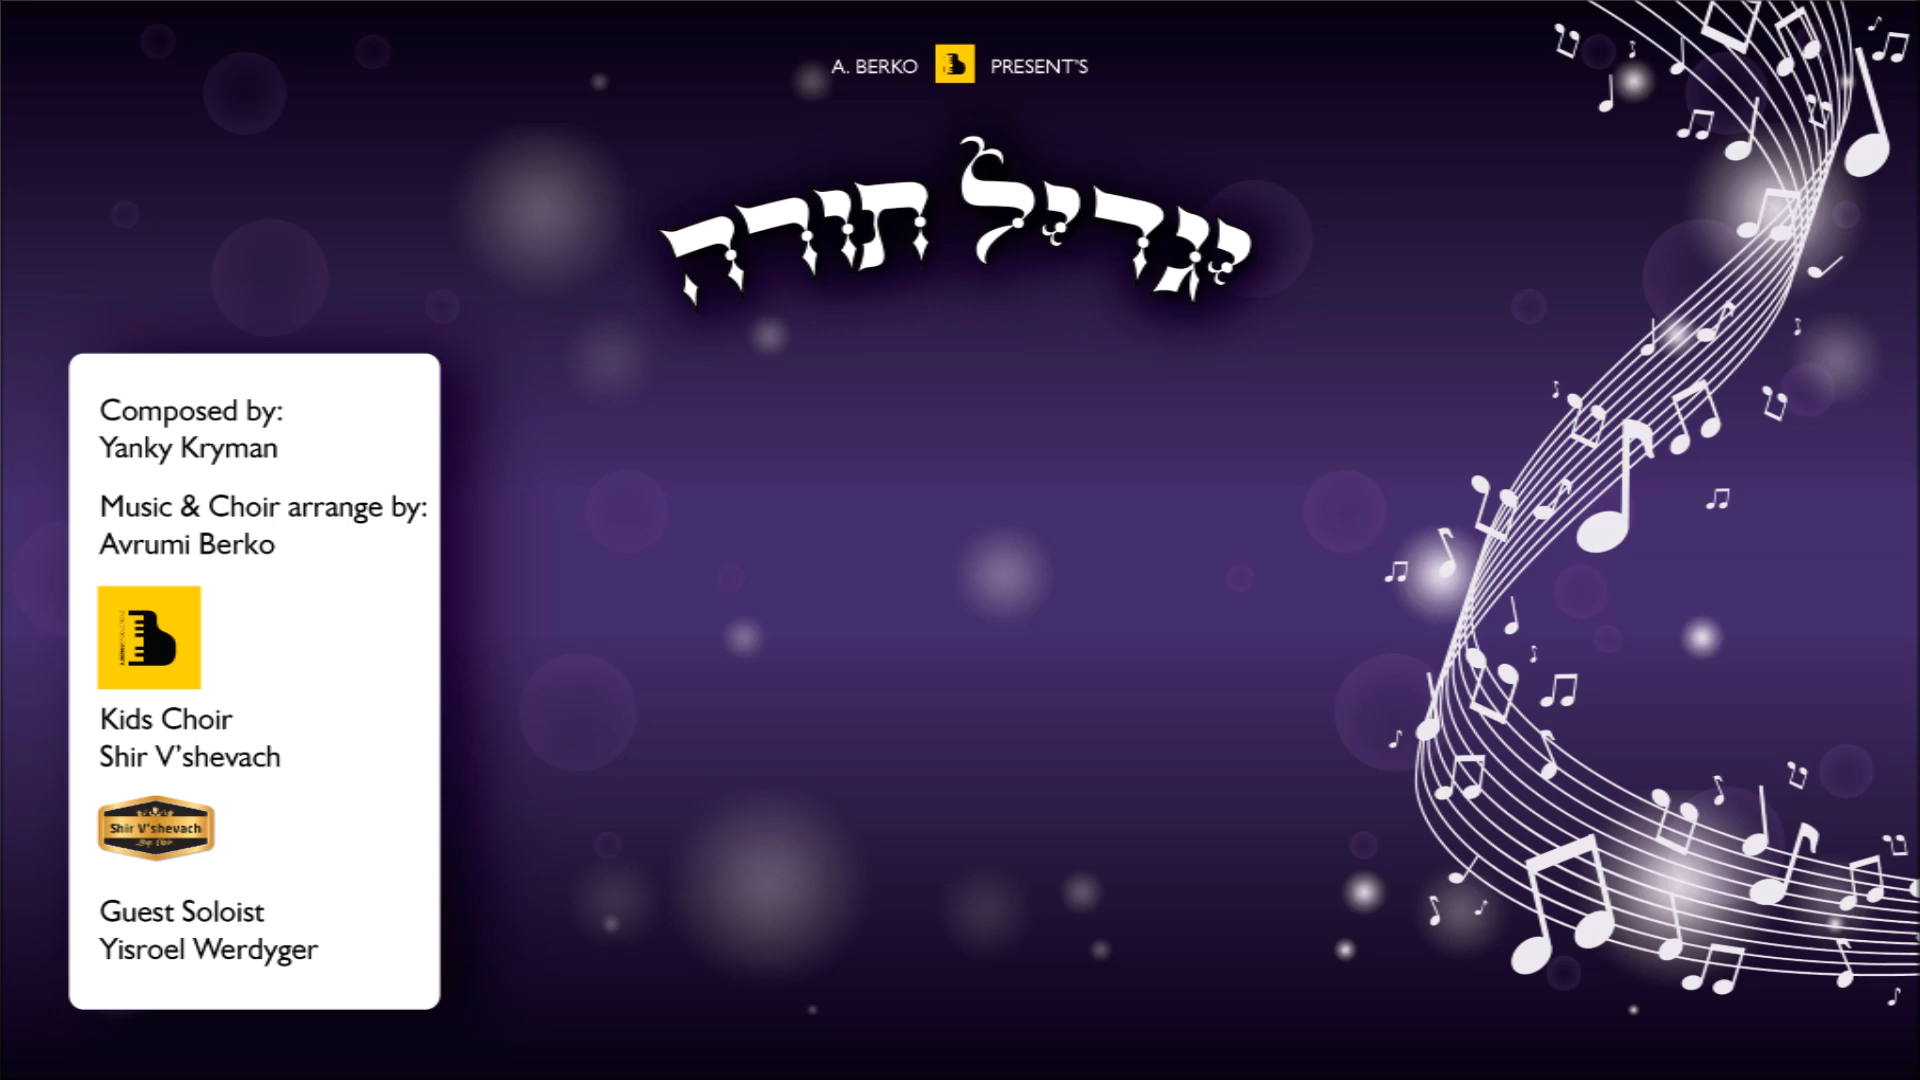 A. BERKO PRESENT'S
יגדיל תורה
Composed by:
Yanky Kryman
Music & Choir arrange by:
Avrumi Berko
Kids Choir
Shir V'shevach
Shir V'shevach
Guest Soloist
Yisroel Werdyger